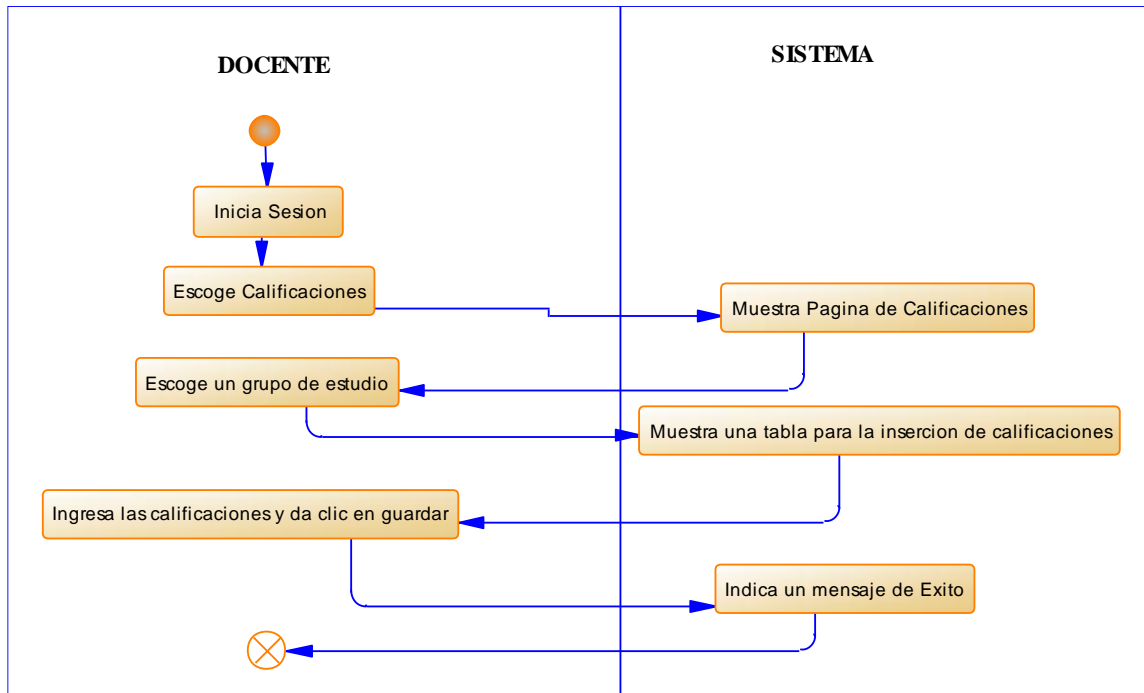 DOCENTE
SISTEMA
Inicia Sesion
Escoge Calificaciones
Muestra Pagina de Calificaciones
Escoge un grupo de estudio
Muestra una tabla para la insercion de calificaciones
Ingresa las calificaciones y da clic en guardar
Indica un mensaje de Exito